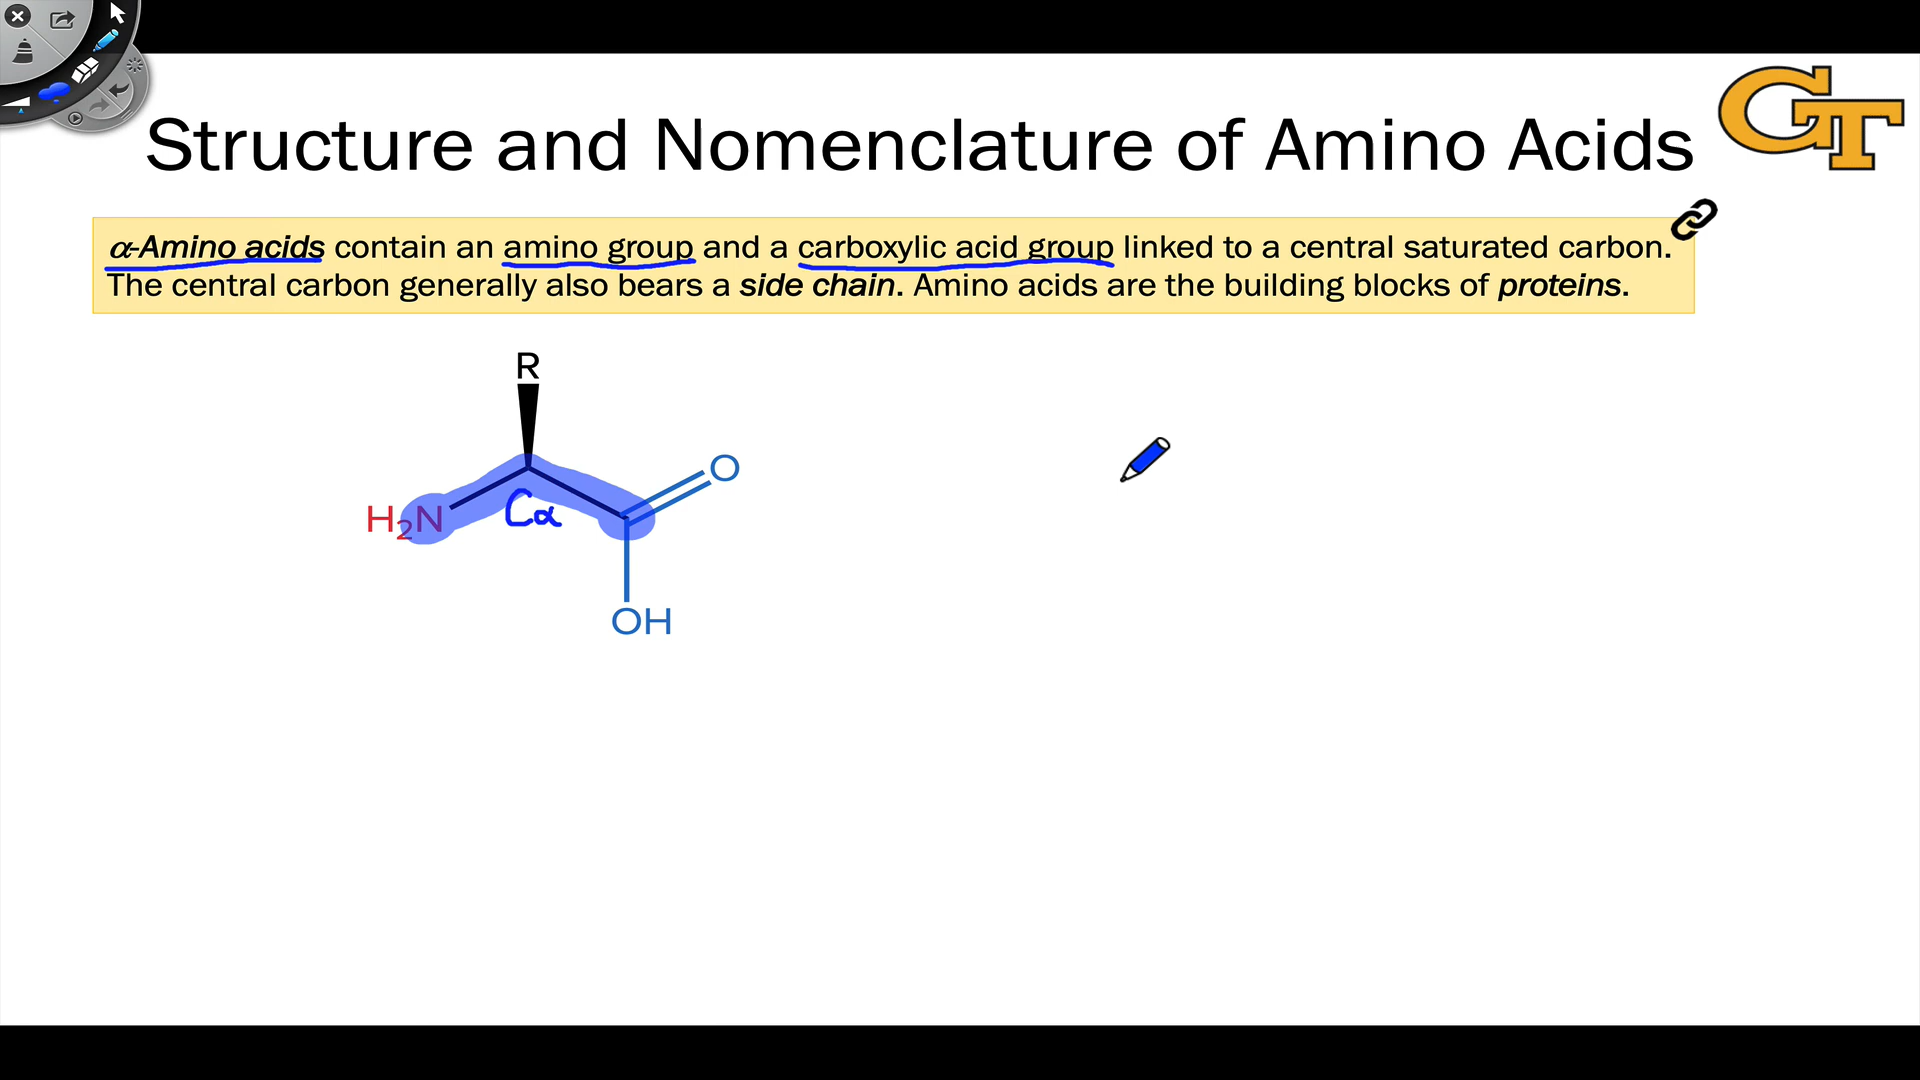 GT
Structure and Nomenclature of Amino Acids
α-Amino acids contain an amino group and a carboxylic acid group linked to a central saturated carbon.
The central carbon generally also bears a side chain. Amino acids are the building blocks of proteins.
R
O
H₂N
Cα
OH